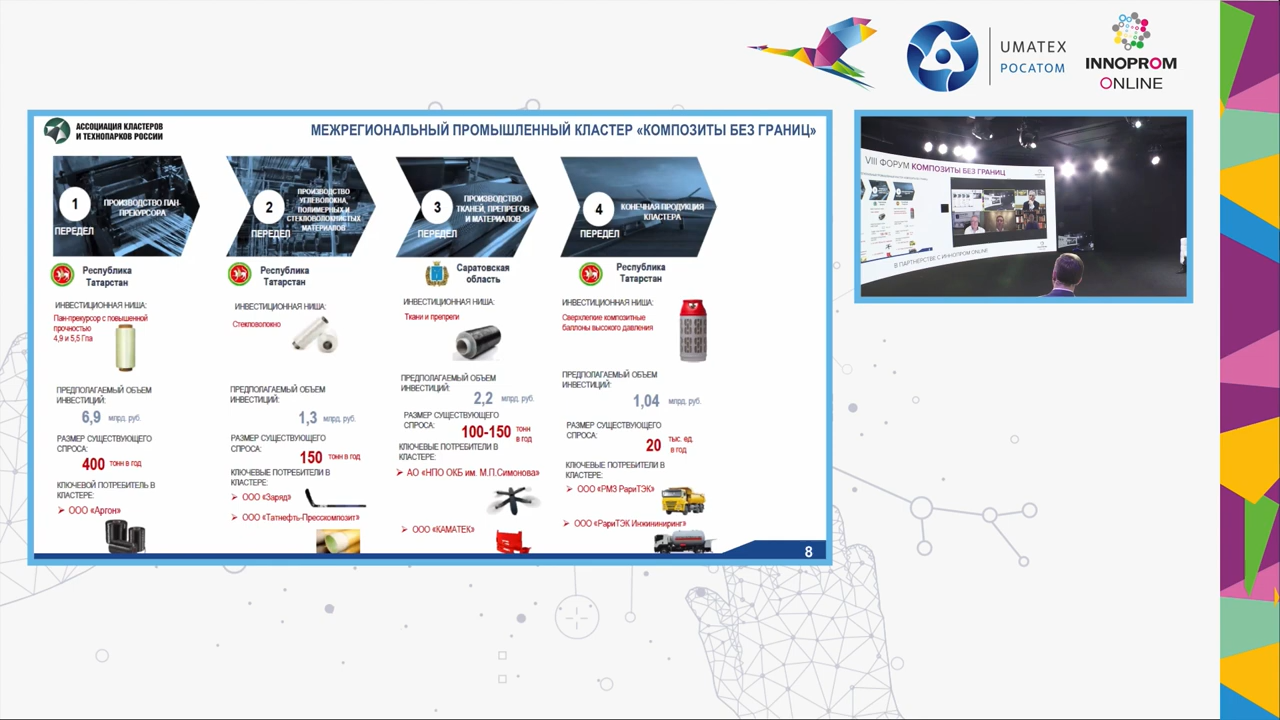 UMATEX
РОСАТОМ
INNOPROM
ONLINE
АССОЦИАЦИЯ КЛАСТЕРОВ
И ТЕХНОПАРКОВ РОССИИ
МЕЖРЕГИОНАЛЬНЫЙ ПРОМЫШЛЕННЫЙ КЛАСТЕР «КОМПОЗИТЫ БЕЗ ГРАНИЦ»
1
ПЕРЕДЕЛ
ПРОИЗВОДСТВО ПАН-
ПРЕКУРСОРА
Республика
Татарстан
ИНВЕСТИЦИОННАЯ НИША:
Пан-прекурсор с повышенной
прочностью
4,9 и 5,5 Гпа
ПРЕДПОЛАГАЕМЫЙ ОБЪЕМ
ИНВЕСТИЦИЙ:
6,9 млрд. руб.
РАЗМЕР СУЩЕСТВУЮЩЕГО
СПРОСА:
400 тонн в год
КЛЮЧЕВОЙ ПОТРЕБИТЕЛЬ В
КЛАСТЕРЕ:
ООО «Аргон»
2
ПЕРЕДЕЛ
ПРОИЗВОДСТВО
УГЛЕВОЛОКНА,
ПОЛИМЕРНЫХ И
СТЕКЛОВОЛОКНИСТЫХ
МАТЕРИАЛОВ
Республика
Татарстан
ИНВЕСТИЦИОННАЯ НИША:
Стекловолокно
ПРЕДПОЛАГАЕМЫЙ ОБЪЕМ
ИНВЕСТИЦИЙ:
1,3 млрд. руб.
РАЗМЕР СУЩЕСТВУЮЩЕГО
СПРОСА:
150 тонн в год
КЛЮЧЕВЫЕ ПОТРЕБИТЕЛИ В
КЛАСТЕРЕ:
ООО «Заряд»
ООО «Татнефть-Пресскомпозит»
3
ПЕРЕДЕЛ
ПРОИЗВОДСТВО
ТКАНЕЙ, ПРЕПРЕГОВ
И МАТЕРИАЛОВ
Саратовская
область
ИНВЕСТИЦИОННАЯ НИША:
Ткани и препреги
ПРЕДПОЛАГАЕМЫЙ ОБЪЕМ
ИНВЕСТИЦИЙ:
2,2 млрд. руб.
РАЗМЕР СУЩЕСТВУЮЩЕГО
СПРОСА:
100-150 тонн
в год
КЛЮЧЕВЫЕ ПОТРЕБИТЕЛИ В
КЛАСТЕРЕ:
АО «НПО ОКБ им. М.П.Симонова»
ООО «КАМАТЕК»
4
ПЕРЕДЕЛ
КОНЕЧНАЯ ПРОДУКЦИЯ
КЛАСТЕРА
Республика
Татарстан
ИНВЕСТИЦИОННАЯ НИША:
Сверхлегкие композитные
баллоны высокого давления
ПРЕДПОЛАГАЕМЫЙ ОБЪЕМ
ИНВЕСТИЦИЙ:
1,04 млрд. руб.
РАЗМЕР СУЩЕСТВУЮЩЕГО
СПРОСА:
20 тыс. ед
в год
КЛЮЧЕВЫЕ ПОТРЕБИТЕЛИ В
КЛАСТЕРЕ:
ООО «РМЗ РариТЭК»
ООО «РариТЭК Инжиниринг»
8
VIII ФОРУМ КОМПОЗИТЫ БЕЗ ГРАНИЦ
В ПАРТНЕРСТВЕ С ИННОПРОМ ONLINE